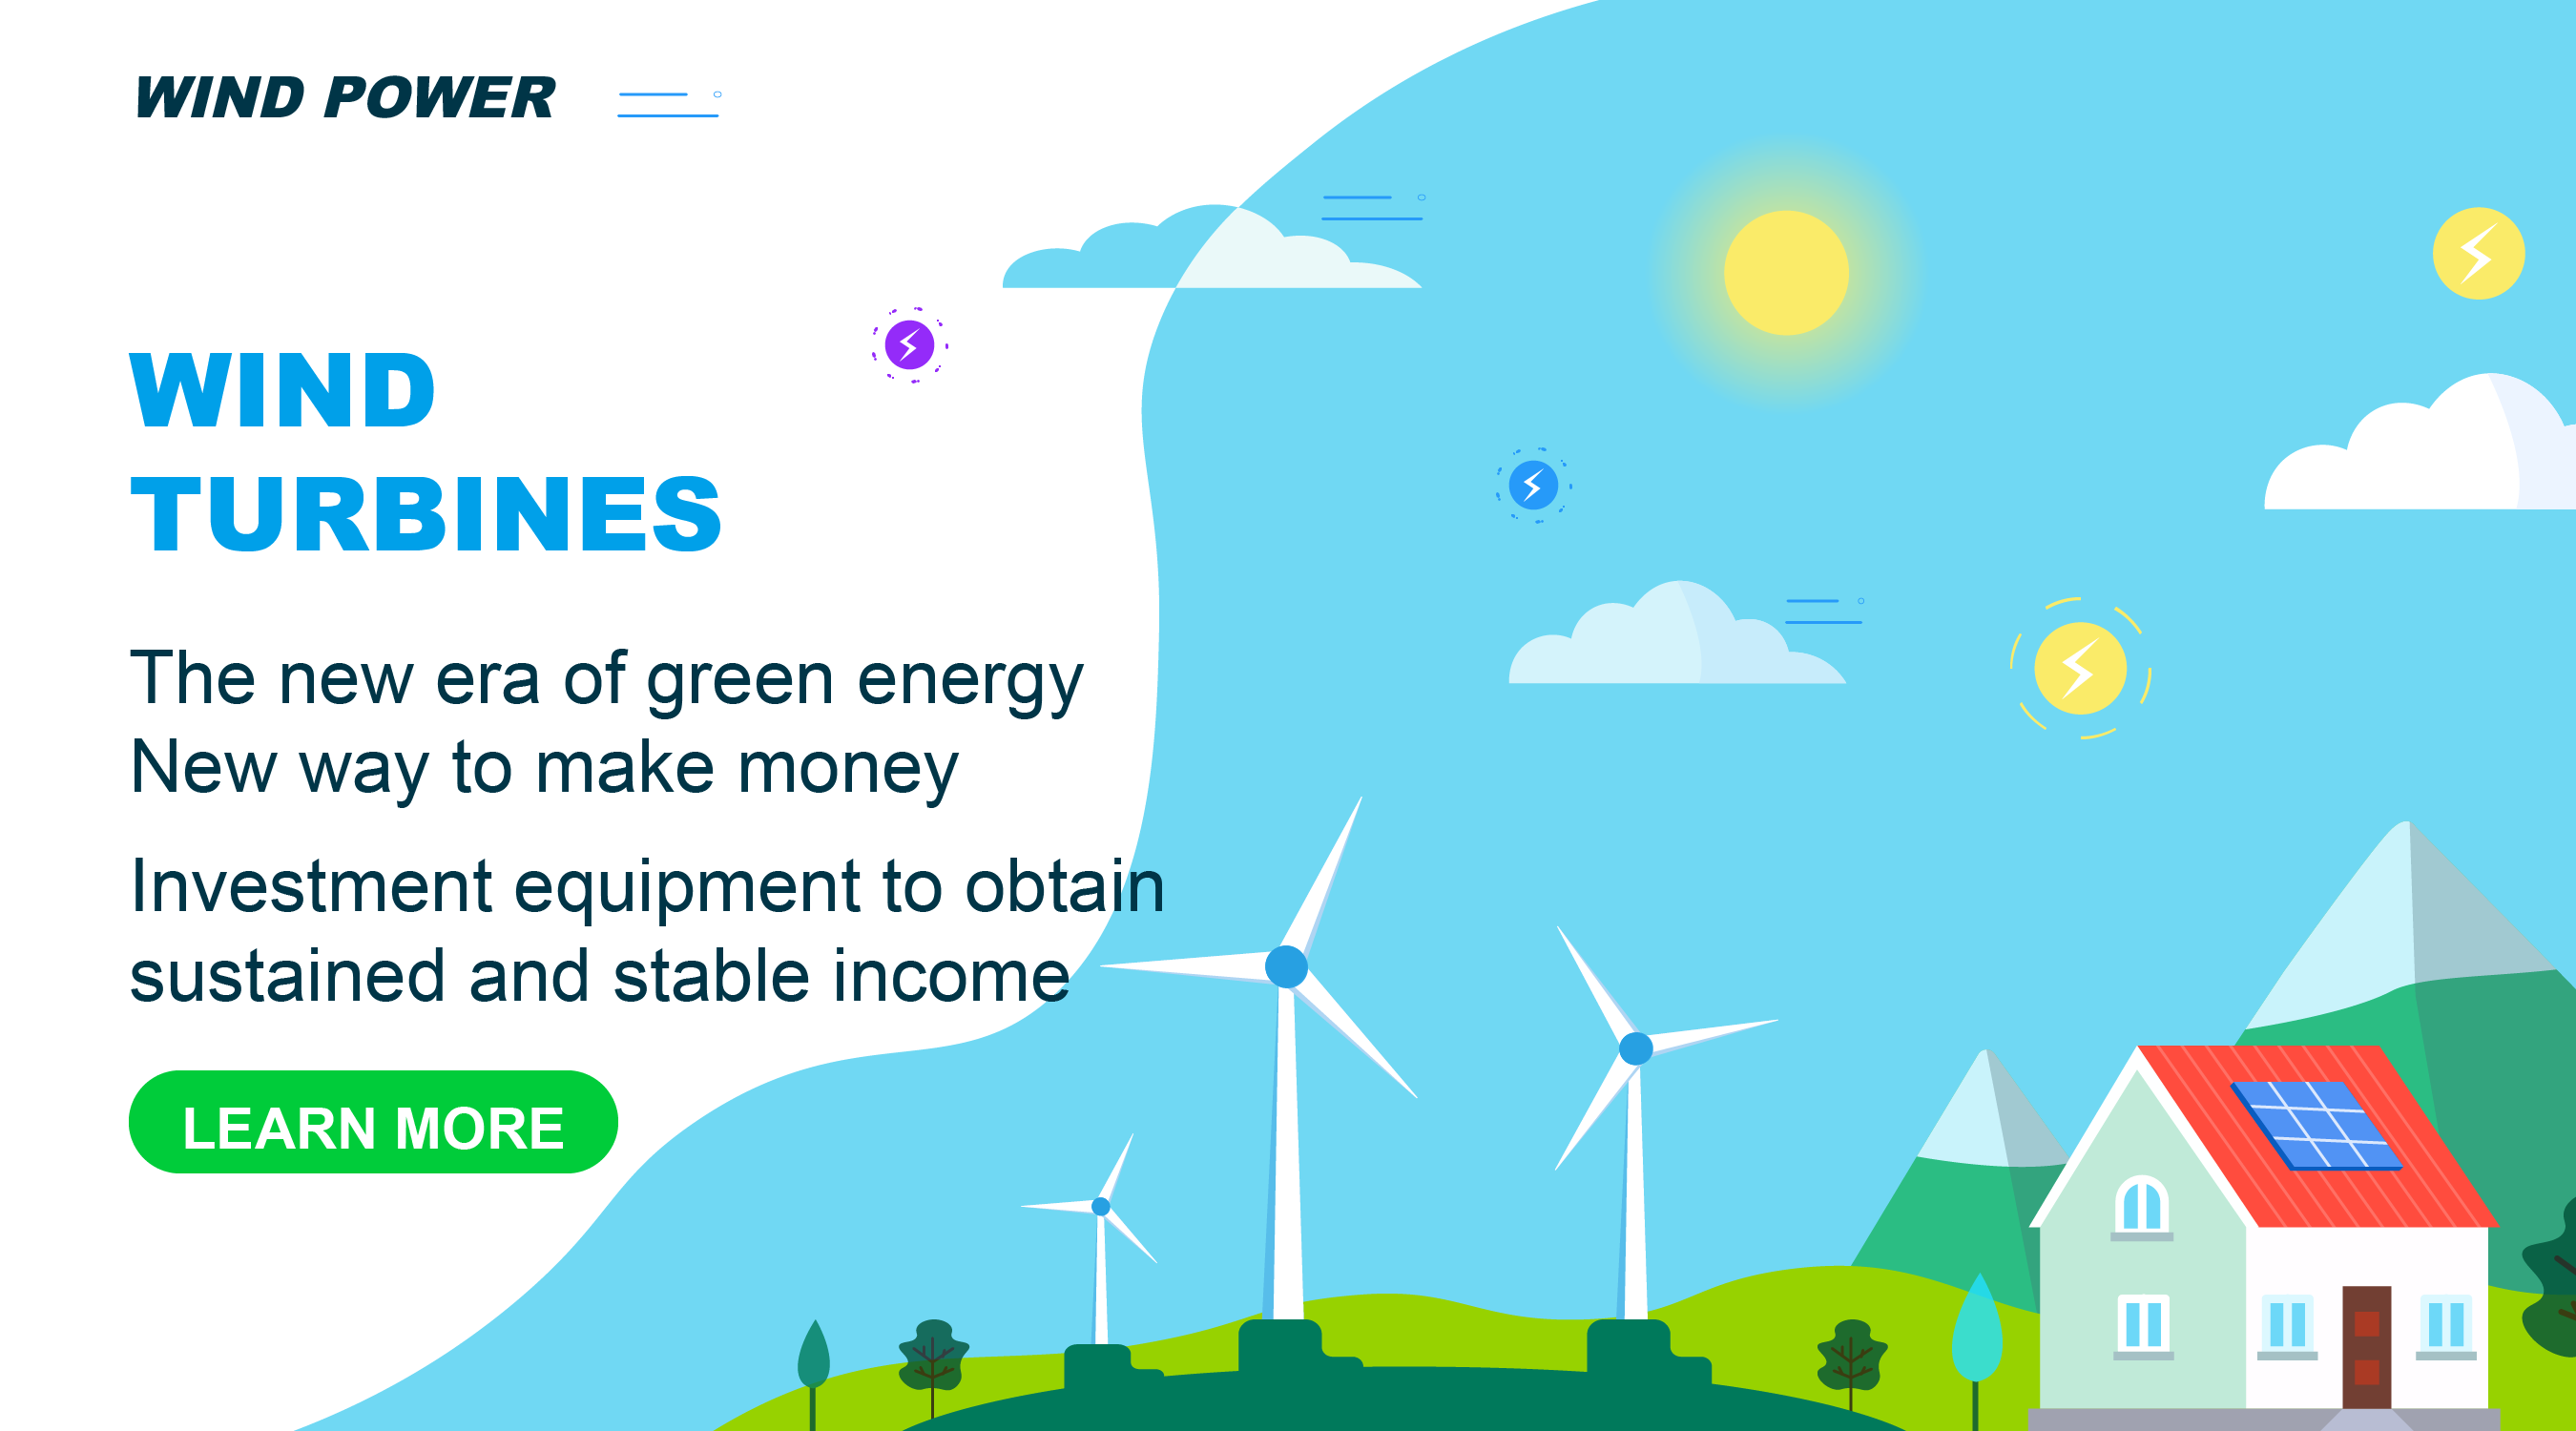 WIND POWER
WIND
TURBINES
The new era of green energy
New way to make money
Investment equipment to obtain
sustained and stable income
LEARN MORE